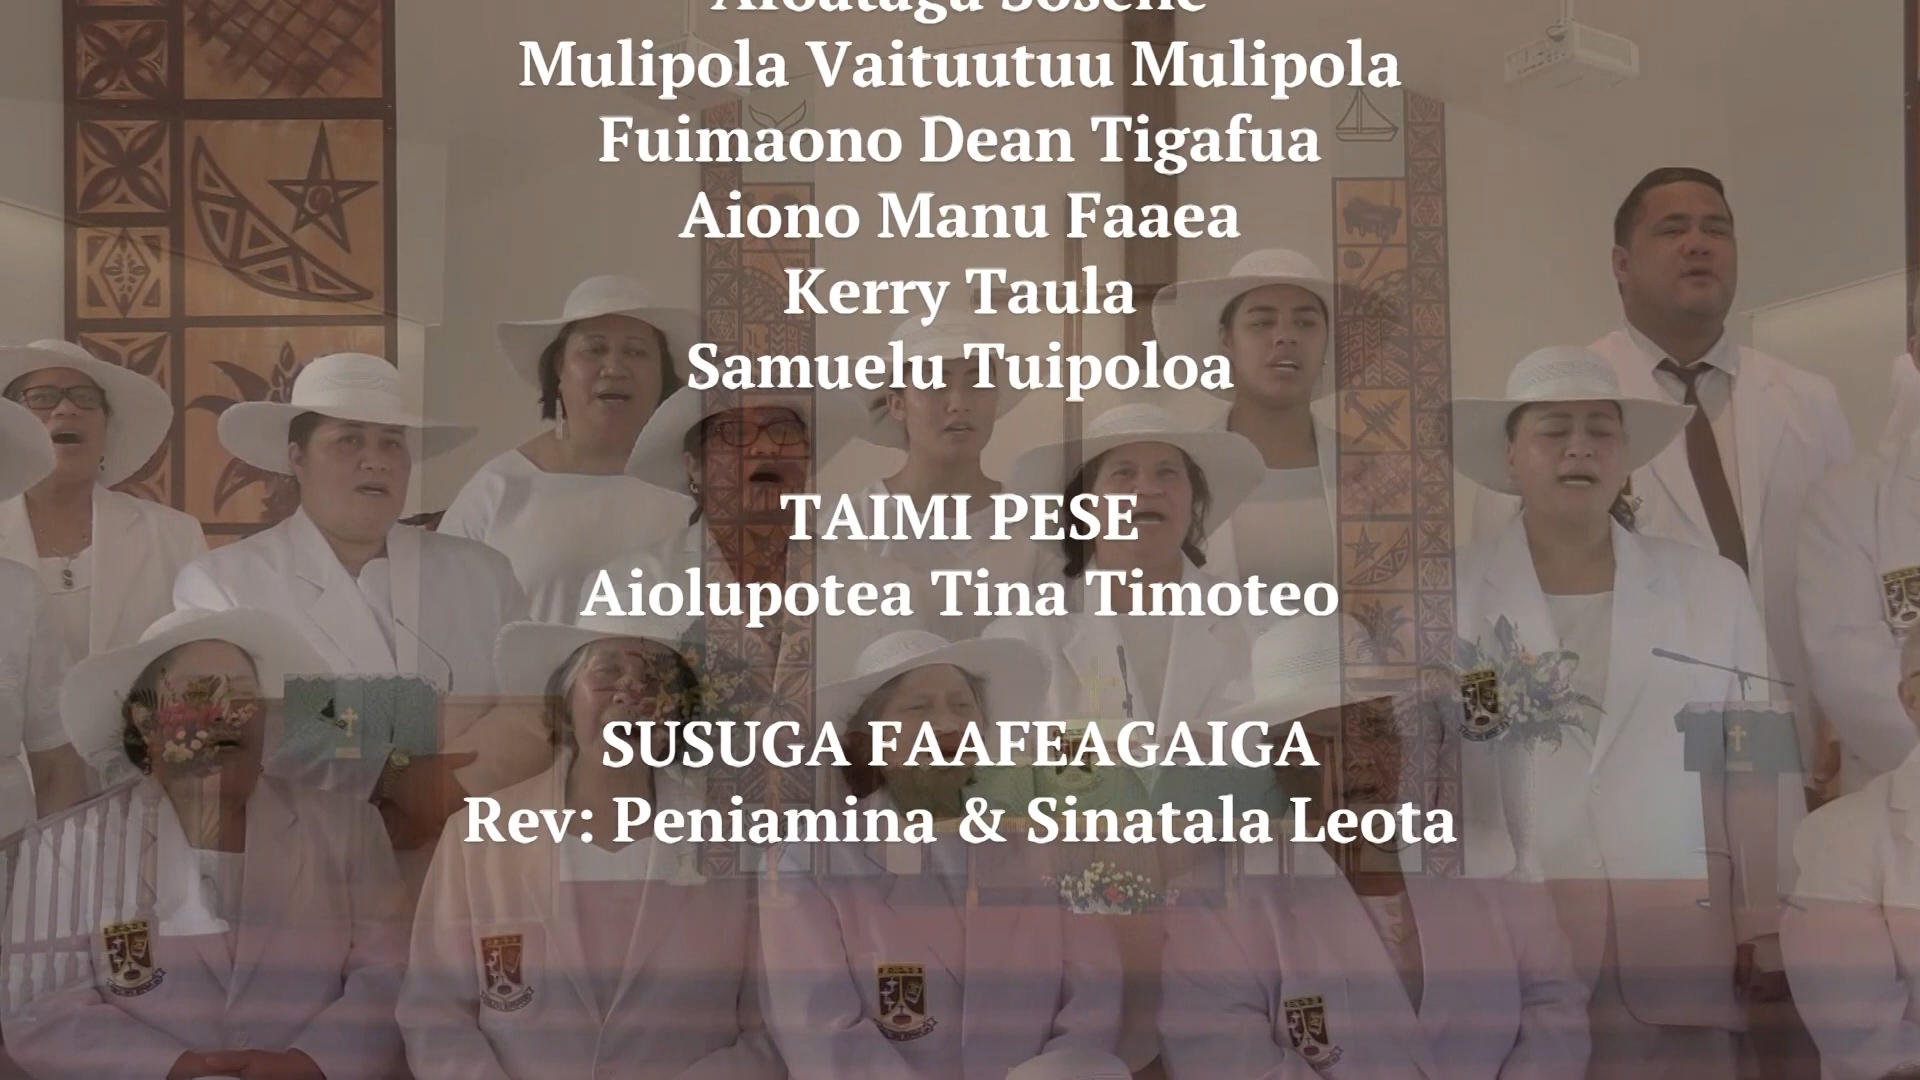 Mulipola Vaituutuu Mulipola
Fuimaono Dean Tigafua
Aiono Manu Faaea
Kerry Taula
Samuelu Tuipoloa
TAIMI PESE
Aiolupotea Tina Timoteo
SUSUGA FAAFEAGAIGA
Rev: Peniamina & Sinatala Leota